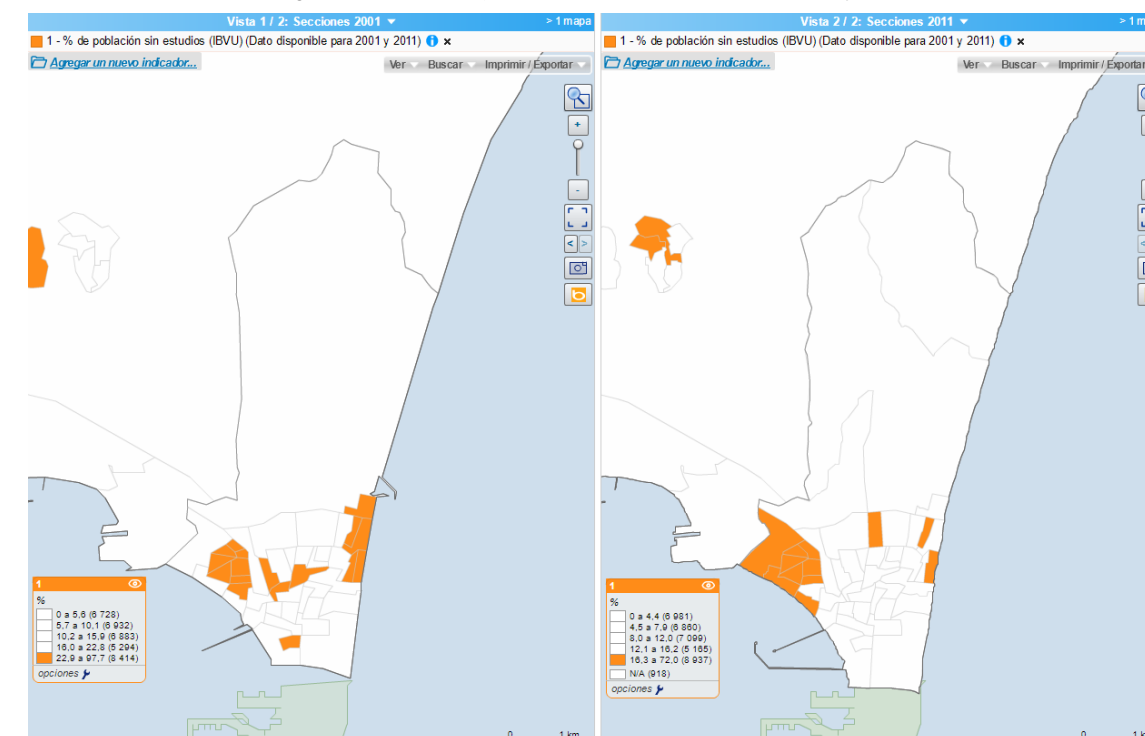 Vista 1 / 2: Secciones 2001
> 1 mapa
1 - % de población sin estudios (IBVU) (Dato disponible para 2001 y 2011) i x
Agregar un nuevo indicador...
Ver Buscar Imprimir / Exportar
+
-
< >
b
1
%
0 a 5,6 (6 728)
5,7 a 10,1 (6 932)
10,2 a 15,9 (6 883)
16,0 a 22,8 (5 294)
22,9 a 97,7 (8 414)
opciones
0 1 km
Vista 2 / 2: Secciones 2011
> 1 m
1 - % de población sin estudios (IBVU) (Dato disponible para 2001 y 2011) i x
Agregar un nuevo indicador...
Ver Buscar Imprimir / Exportar
<
1
%
0 a 4,4 (6 981)
4,5 a 7,9 (6 860)
8,0 a 12,0 (7 099)
12,1 a 16,2 (5 165)
16,3 a 72,0 (8 937)
N/A (918)
opciones
0 1 k